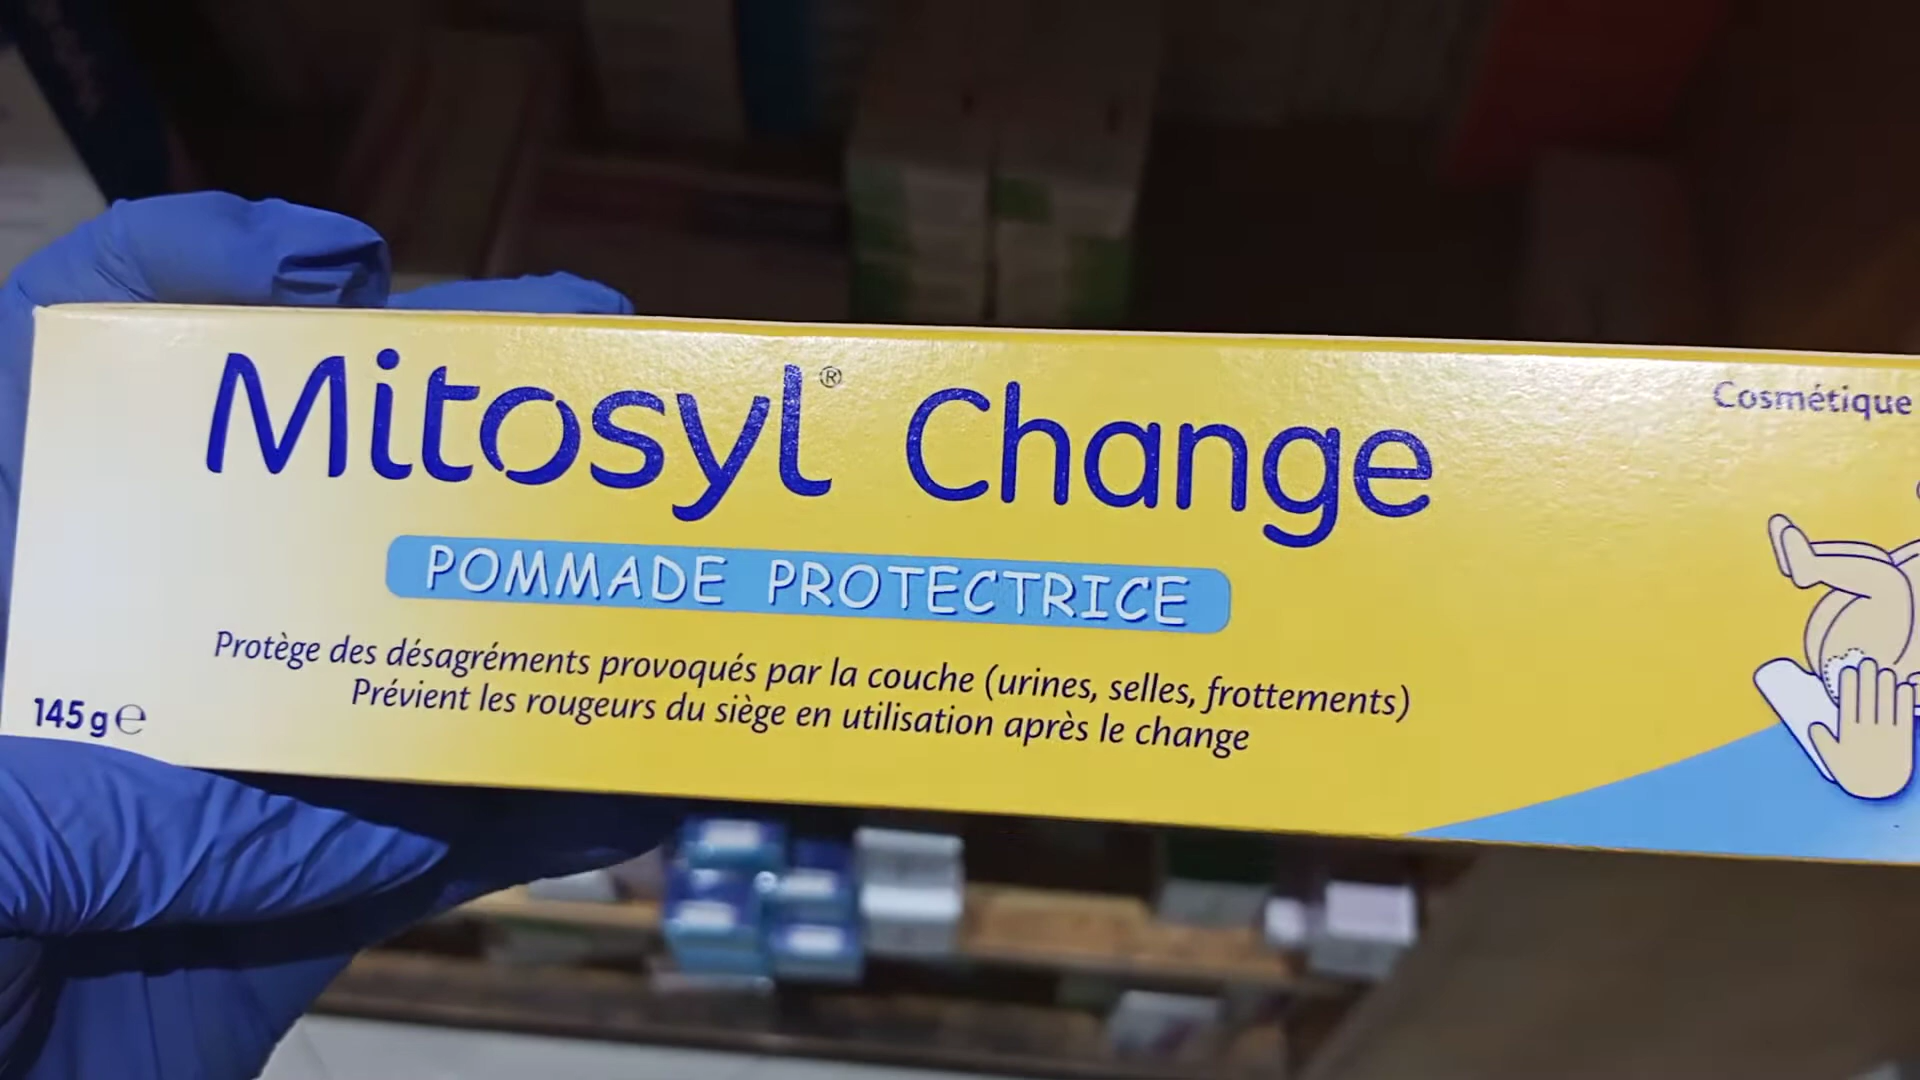 Mitosyl® Change
Cosmétique
POMMADE PROTECTRICE
Protège des désagréments provoqués par la couche (urines, selles, frottements)
Prévient les rougeurs du siège en utilisation après le change
145 g ℮